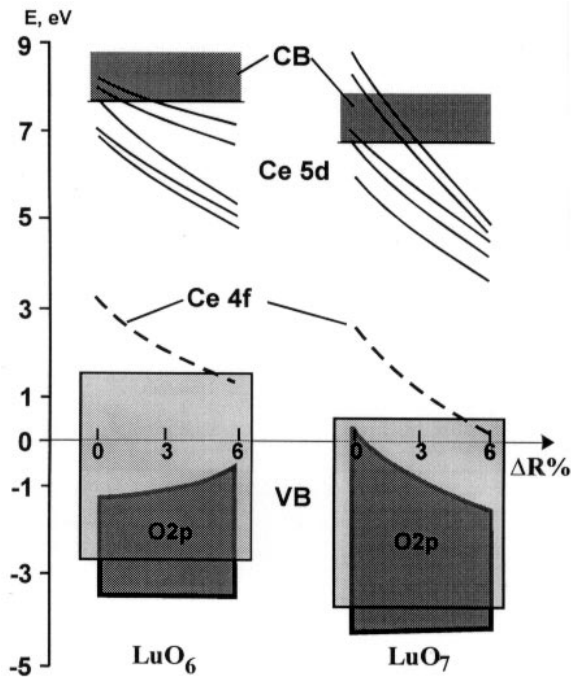 E, eV
9
CB
7
Ce 5d
5
3
Ce 4f
1
0
0 3 6
0 3 6
ΔR%
-1
VB
O2p
O2p
-3
-5
LuO₆
LuO₇